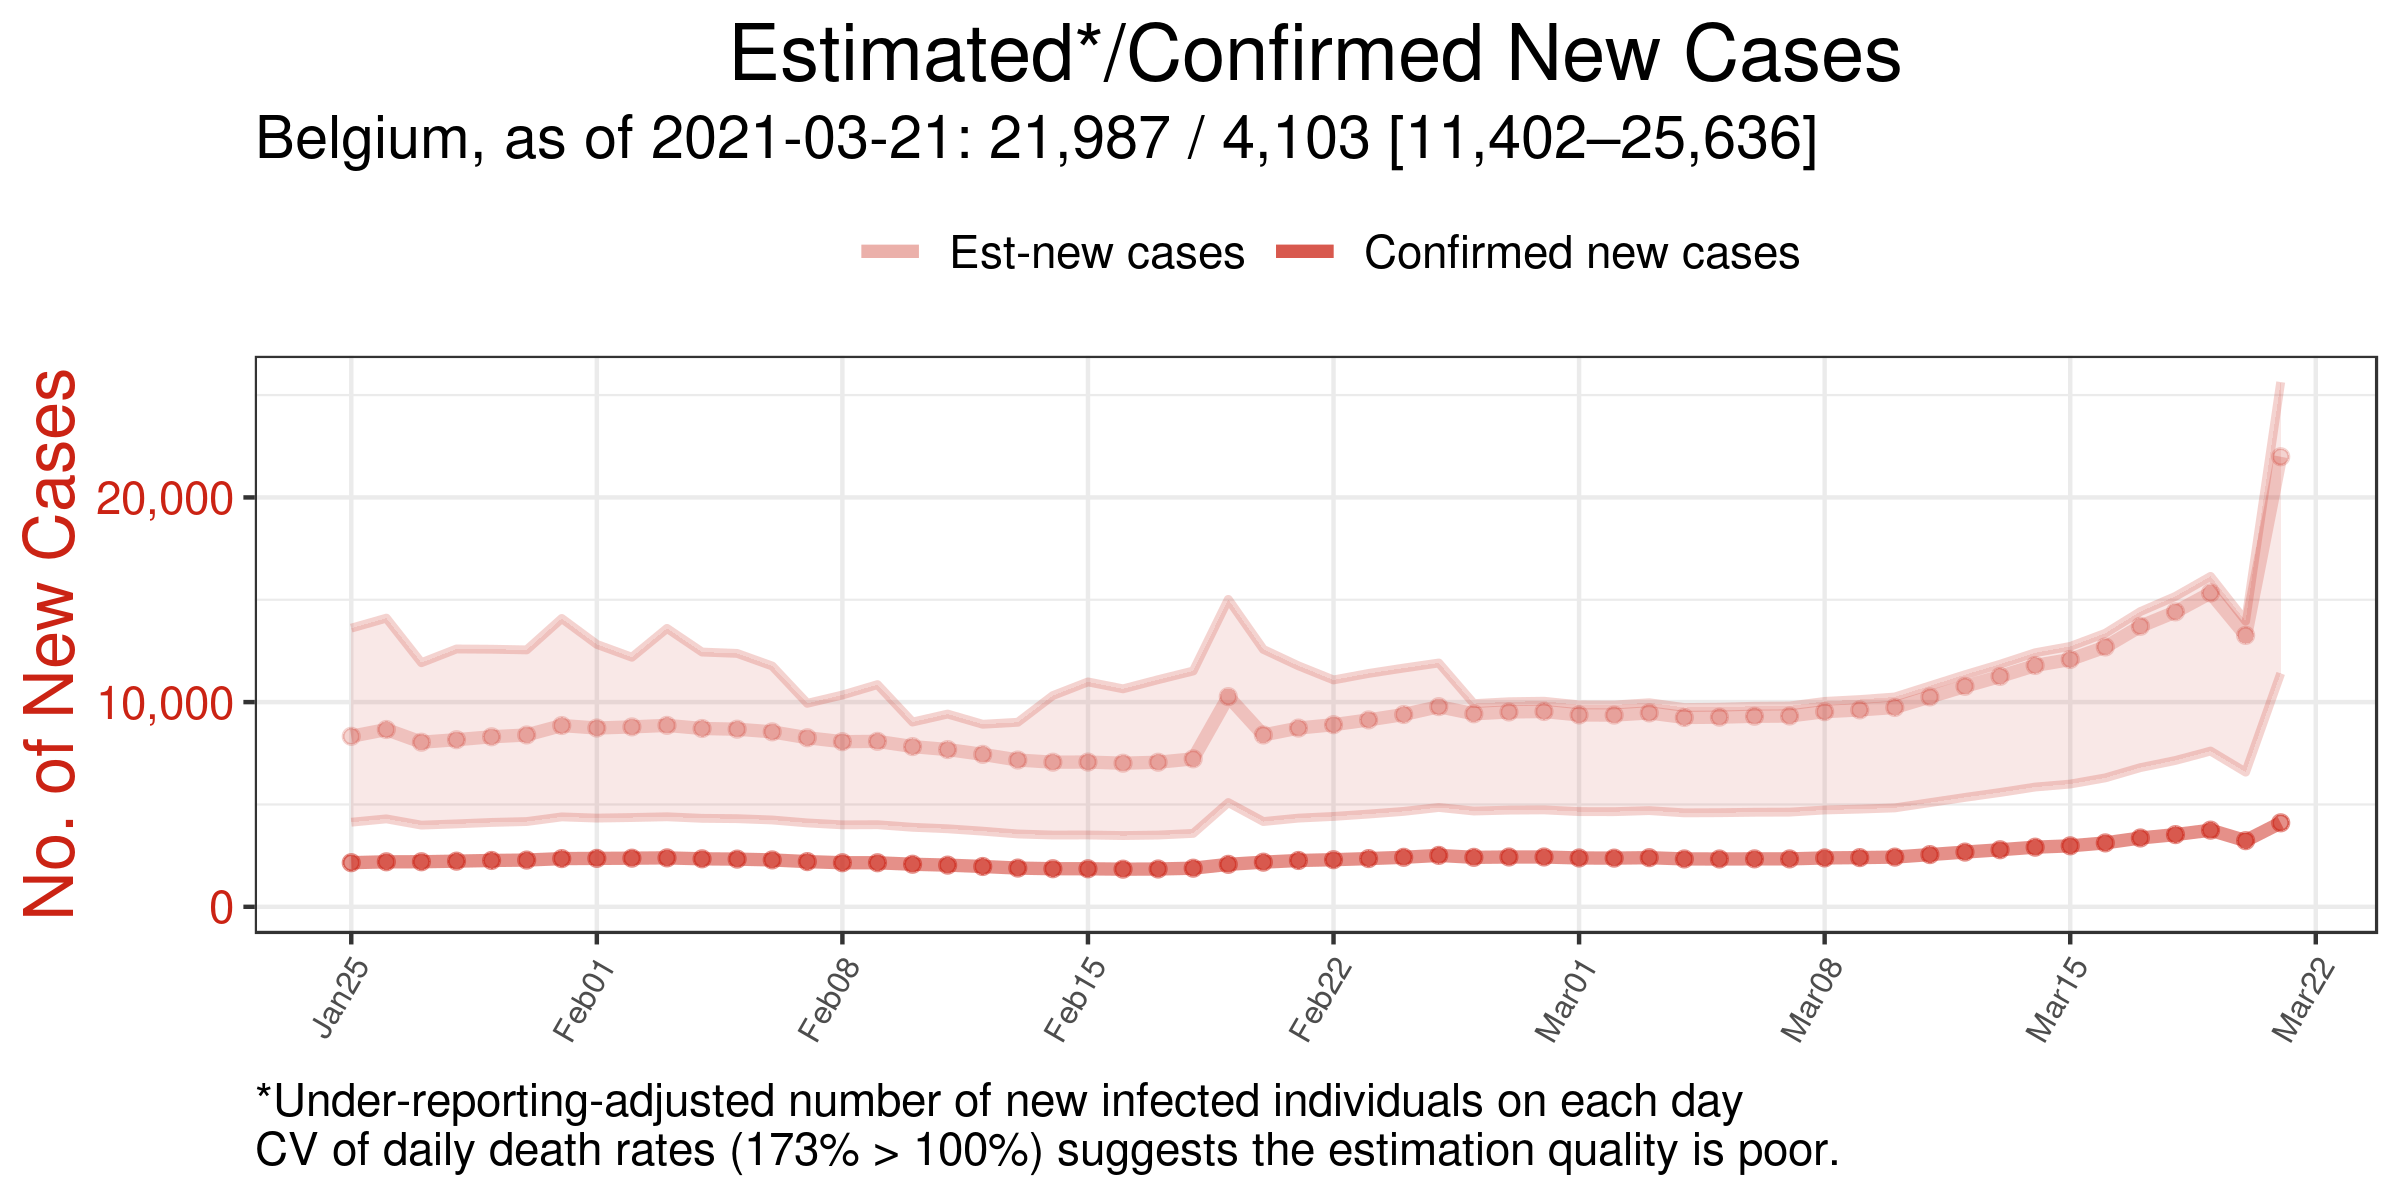 Estimated*/Confirmed New Cases
Belgium, as of 2021-03-21: 21,987 / 4,103 [11,402–25,636]
Est-new cases
Confirmed new cases
No. of New Cases
20,000
10,000
0
Jan25
Feb01
Feb08
Feb15
Feb22
Mar01
Mar08
Mar15
Mar22
*Under-reporting-adjusted number of new infected individuals on each day
CV of daily death rates (173% > 100%) suggests the estimation quality is poor.